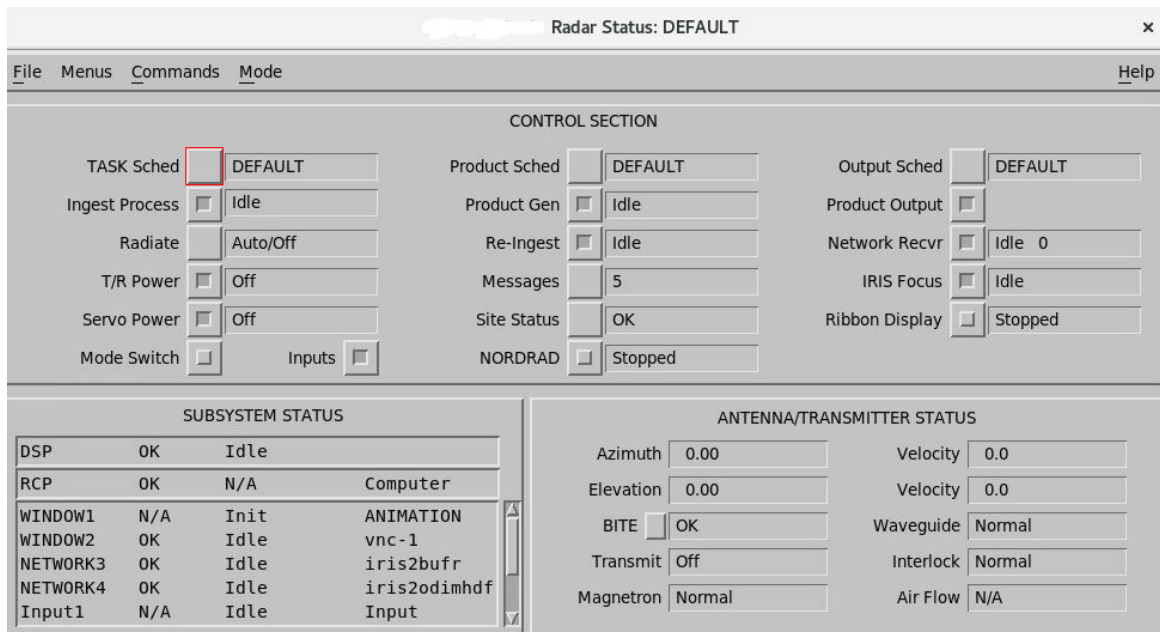 Radar Status: DEFAULT ×
File Menus Commands Mode Help
CONTROL SECTION
TASK Sched DEFAULT Product Sched DEFAULT Output Sched DEFAULT
Ingest Process Idle Product Gen Idle Product Output
Radiate Auto/Off Re-Ingest Idle Network Recvr Idle 0
T/R Power Off Messages 5 IRIS Focus Idle
Servo Power Off Site Status OK Ribbon Display Stopped
Mode Switch Inputs NORDRAD Stopped
SUBSYSTEM STATUS
DSP OK Idle
RCP OK N/A Computer
WINDOW1 N/A Init ANIMATION
WINDOW2 OK Idle vnc-1
NETWORK3 OK Idle iris2bufr
NETWORK4 OK Idle iris2odimhdf
Input1 N/A Idle Input
ANTENNA/TRANSMITTER STATUS
Azimuth 0.00 Velocity 0.0
Elevation 0.00 Velocity 0.0
BITE OK Waveguide Normal
Transmit Off Interlock Normal
Magnetron Normal Air Flow N/A